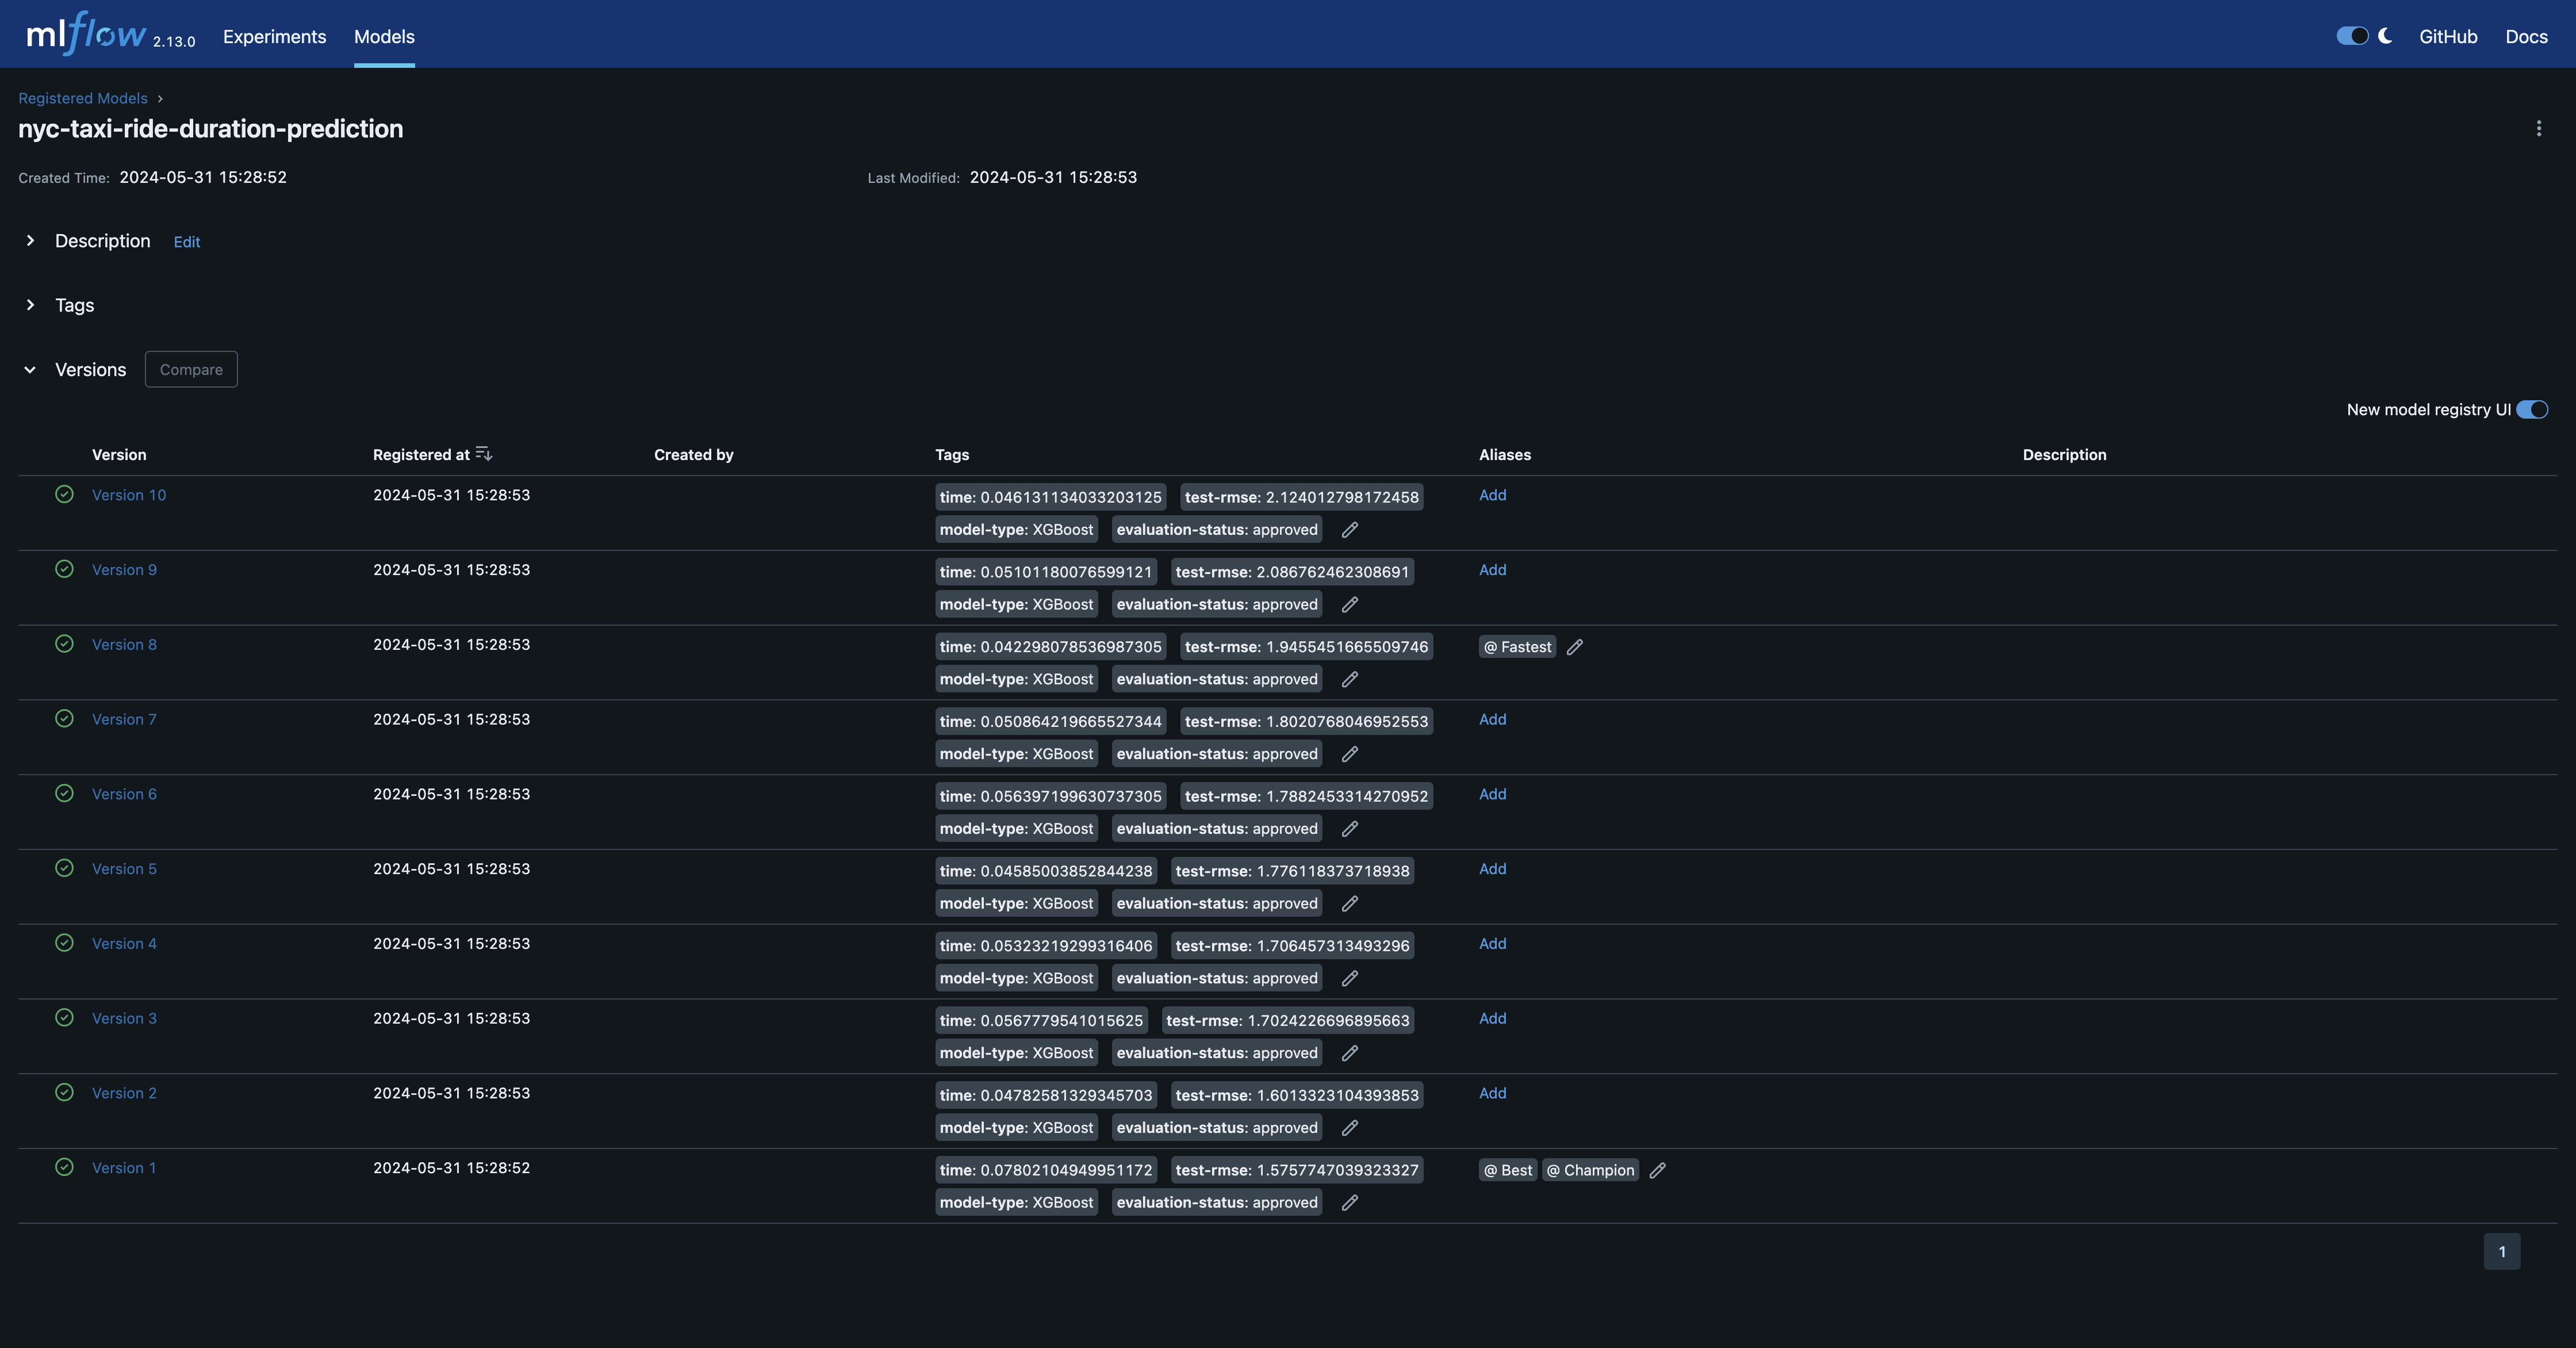 mlflow 2.13.0 Experiments Models GitHub Docs
Registered Models
nyc-taxi-ride-duration-prediction
Created Time: 2024-05-31 15:28:52 Last Modified: 2024-05-31 15:28:53
Description Edit
Tags
Versions Compare
New model registry UI
Version Registered at Created by Tags Aliases Description
Version 10 2024-05-31 15:28:53 time: 0.046131134033203125 test-rmse: 2.124012798172458 Add
model-type: XGBoost evaluation-status: approved
Version 9 2024-05-31 15:28:53 time: 0.05101180076599121 test-rmse: 2.086762462308691 Add
model-type: XGBoost evaluation-status: approved
Version 8 2024-05-31 15:28:53 time: 0.042298078536987305 test-rmse: 1.9455451665509746 @ Fastest
model-type: XGBoost evaluation-status: approved
Version 7 2024-05-31 15:28:53 time: 0.050864219665527344 test-rmse: 1.8020768046952553 Add
model-type: XGBoost evaluation-status: approved
Version 6 2024-05-31 15:28:53 time: 0.056397199630737305 test-rmse: 1.7882453314270952 Add
model-type: XGBoost evaluation-status: approved
Version 5 2024-05-31 15:28:53 time: 0.04585003852844238 test-rmse: 1.776118373718938 Add
model-type: XGBoost evaluation-status: approved
Version 4 2024-05-31 15:28:53 time: 0.05323219299316406 test-rmse: 1.706457313493296 Add
model-type: XGBoost evaluation-status: approved
Version 3 2024-05-31 15:28:53 time: 0.0567779541015625 test-rmse: 1.7024226696895663 Add
model-type: XGBoost evaluation-status: approved
Version 2 2024-05-31 15:28:53 time: 0.04782581329345703 test-rmse: 1.6013323104393853 Add
model-type: XGBoost evaluation-status: approved
Version 1 2024-05-31 15:28:52 time: 0.07802104949951172 test-rmse: 1.5757747039323327 @ Best @ Champion
model-type: XGBoost evaluation-status: approved
1